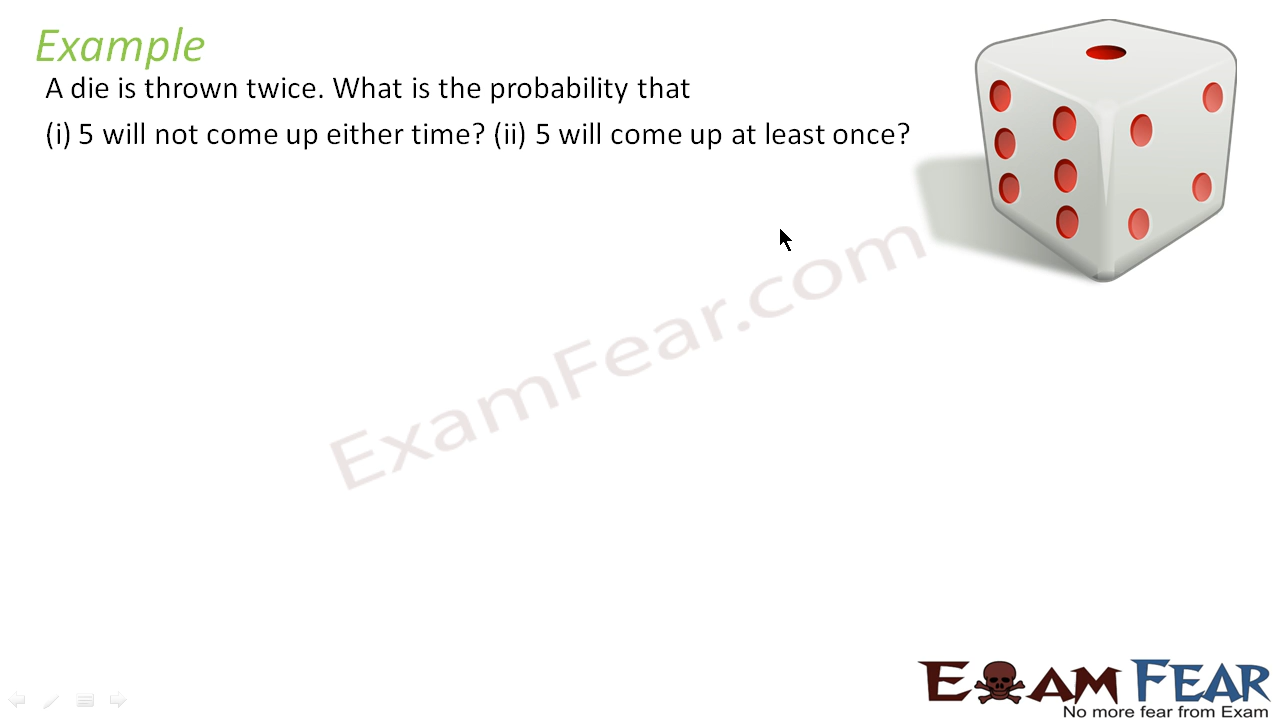 Example
A die is thrown twice. What is the probability that
(i) 5 will not come up either time? (ii) 5 will come up at least once?
ExamFear.com
EXAM FEAR
No more fear from Exam